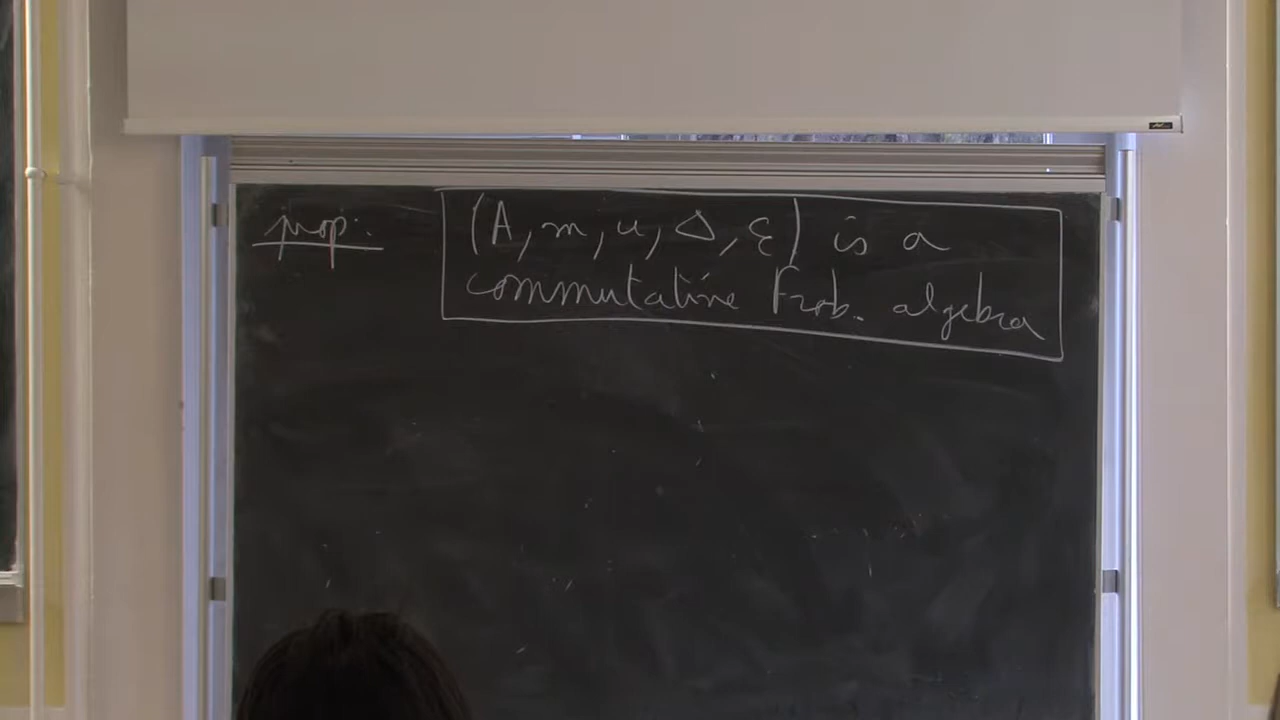 prop: (A, m, u, Δ, ε) is a
commutative Frob. algebra